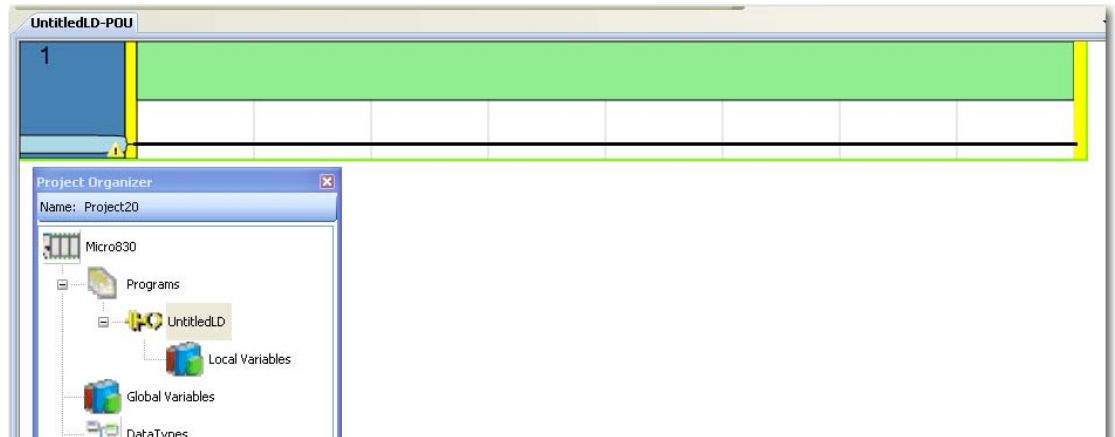 UntitledLD-POU
1
Project Organizer
Name: Project20
Micro830
Programs
UntitledLD
Local Variables
Global Variables
DataTypes